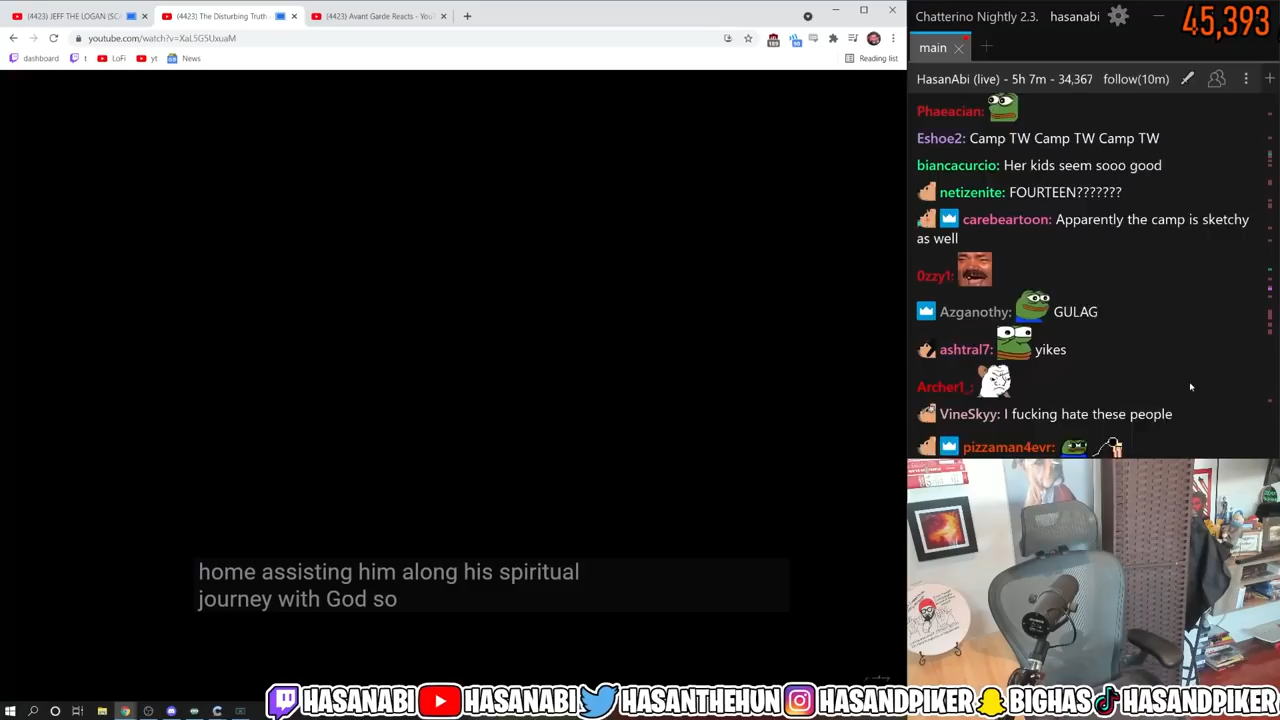 (4423) JEFF THE LOGAN (SC
(4423) The Disturbing Truth
(4423) Avant Garde Reacts - You
youtube.com/watch?v=XaL5G5UxuaM
dashboard
t
LoFi
yt
News
Reading list
home assisting him along his spiritual
journey with God so
Chatterino Nightly 2.3.
hasanabi
45,393
main
HasanAbi (live) - 5h 7m - 34,367
follow(10m)
Phaeacian:
Eshoe2: Camp TW Camp TW Camp TW
biancacurcio: Her kids seem sooo good
netizenite: FOURTEEN???????
carebeartoon: Apparently the camp is sketchy
as well
0zzy1:
Azganothy: GULAG
ashtral7: yikes
Archer1_:
VineSkyy: I fucking hate these people
pizzaman4evr:
HASANABI
HASANABI
HASANTHEHUN
HASANDPIKER
BIGHAS
HASANDPIKER